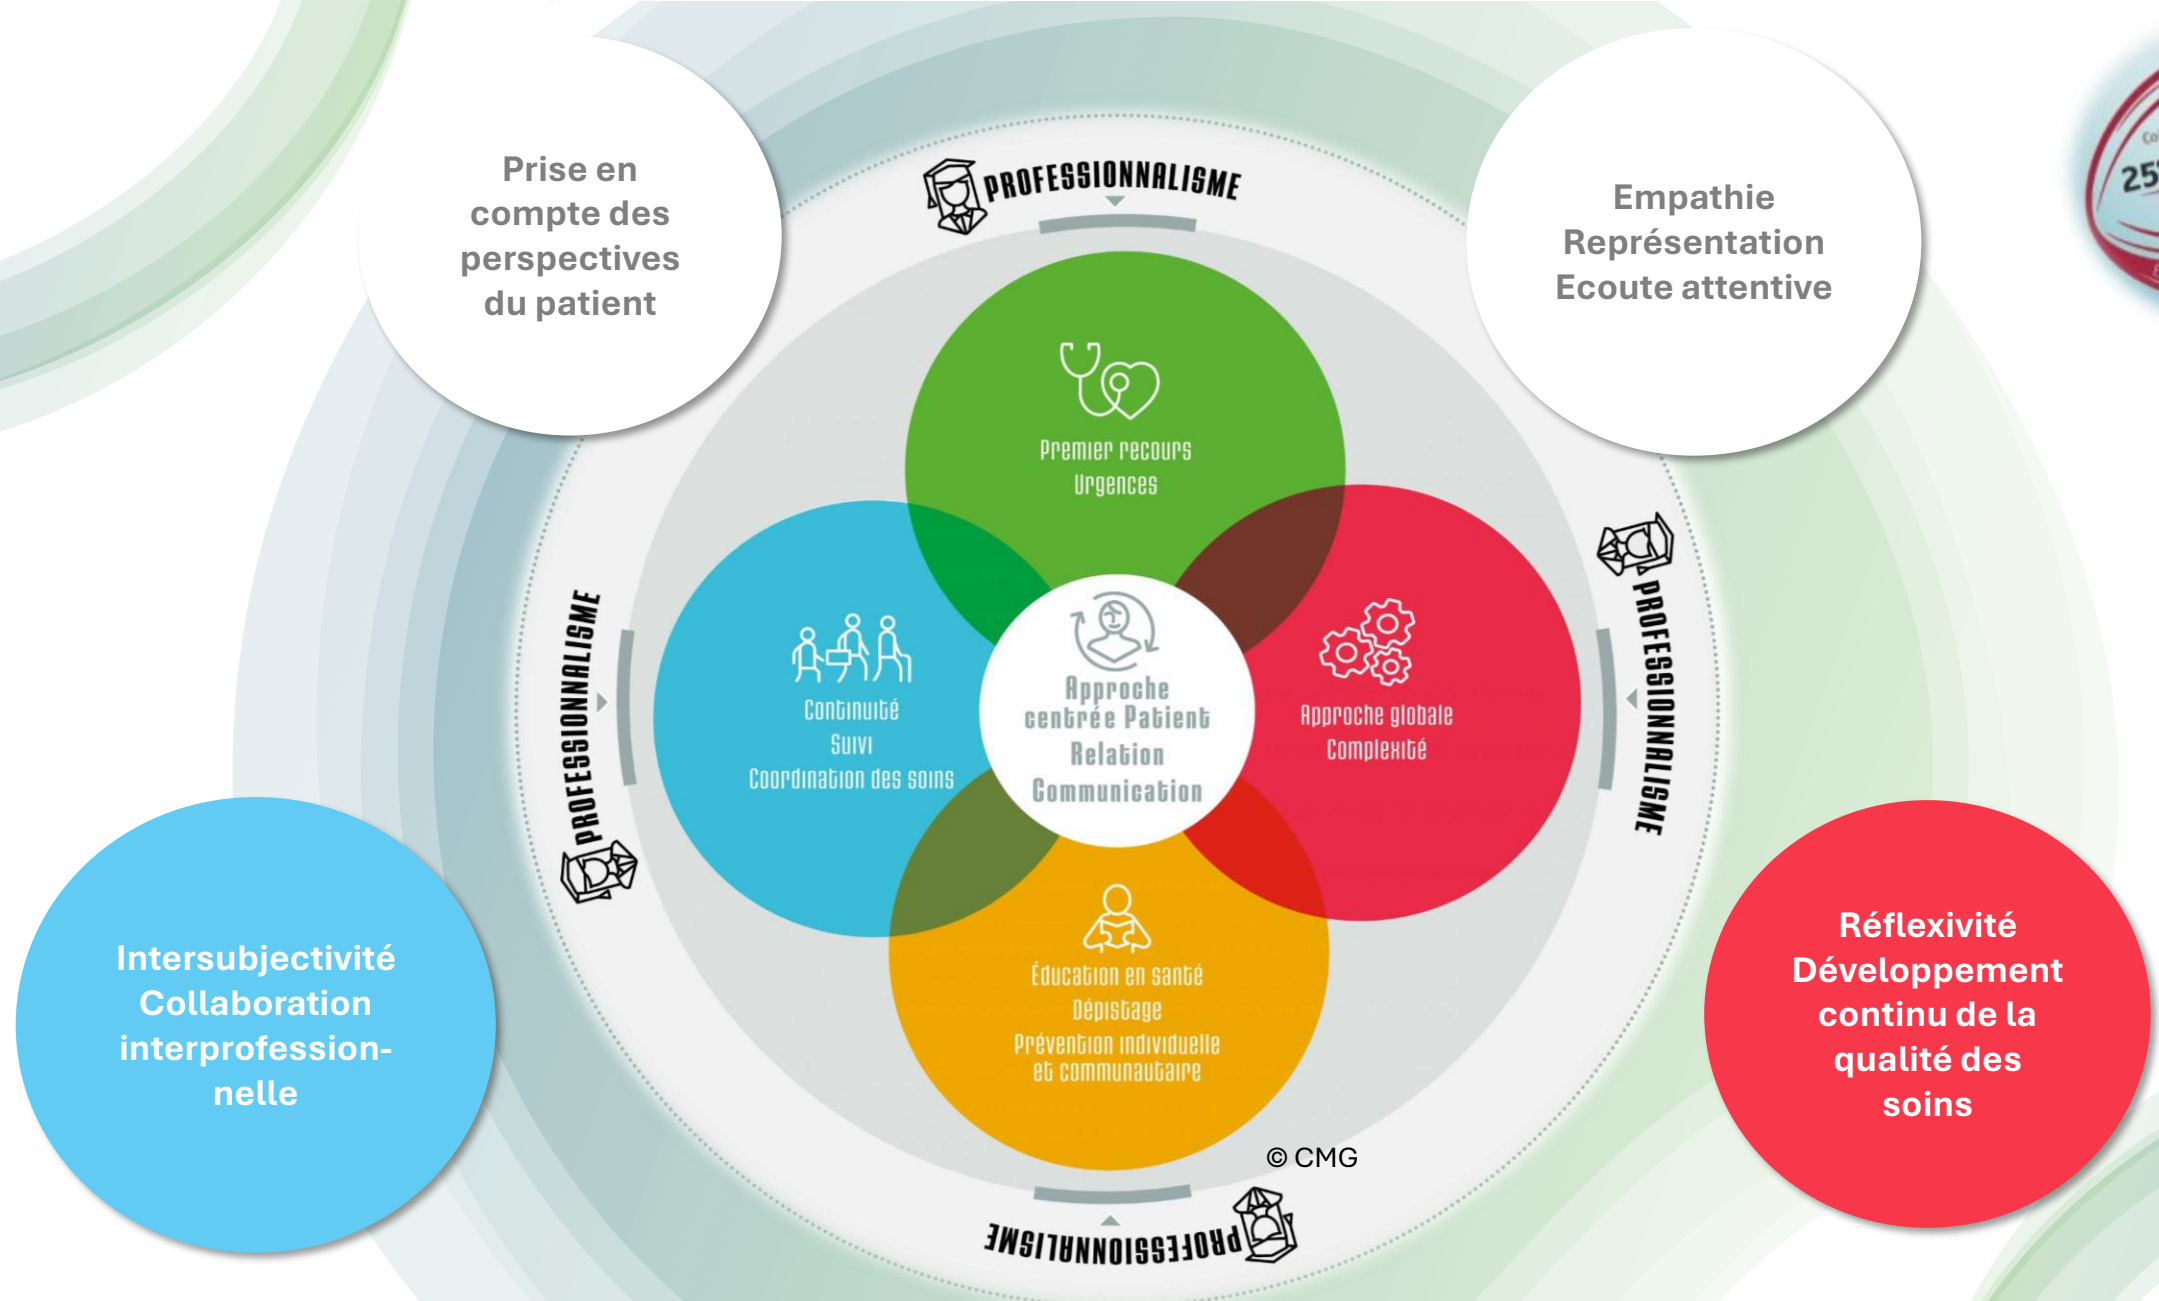 Prise en
compte des
perspectives
du patient
Empathie
Représentation
Ecoute attentive
25
PROFESSIONNALISME
Premier recours
Urgences
PROFESSIONNALISME
PROFESSIONNALISME
Continuité
Suivi
Coordination des soins
Approche
centrée Patient
Relation
Communication
Approche globale
Complexité
Éducation en santé
Dépistage
Prévention individuelle
et communautaire
Intersubjectivité
Collaboration
interprofession-
nelle
Réflexivité
Développement
continu de la
qualité des
soins
© CMG
PROFESSIONNALISME